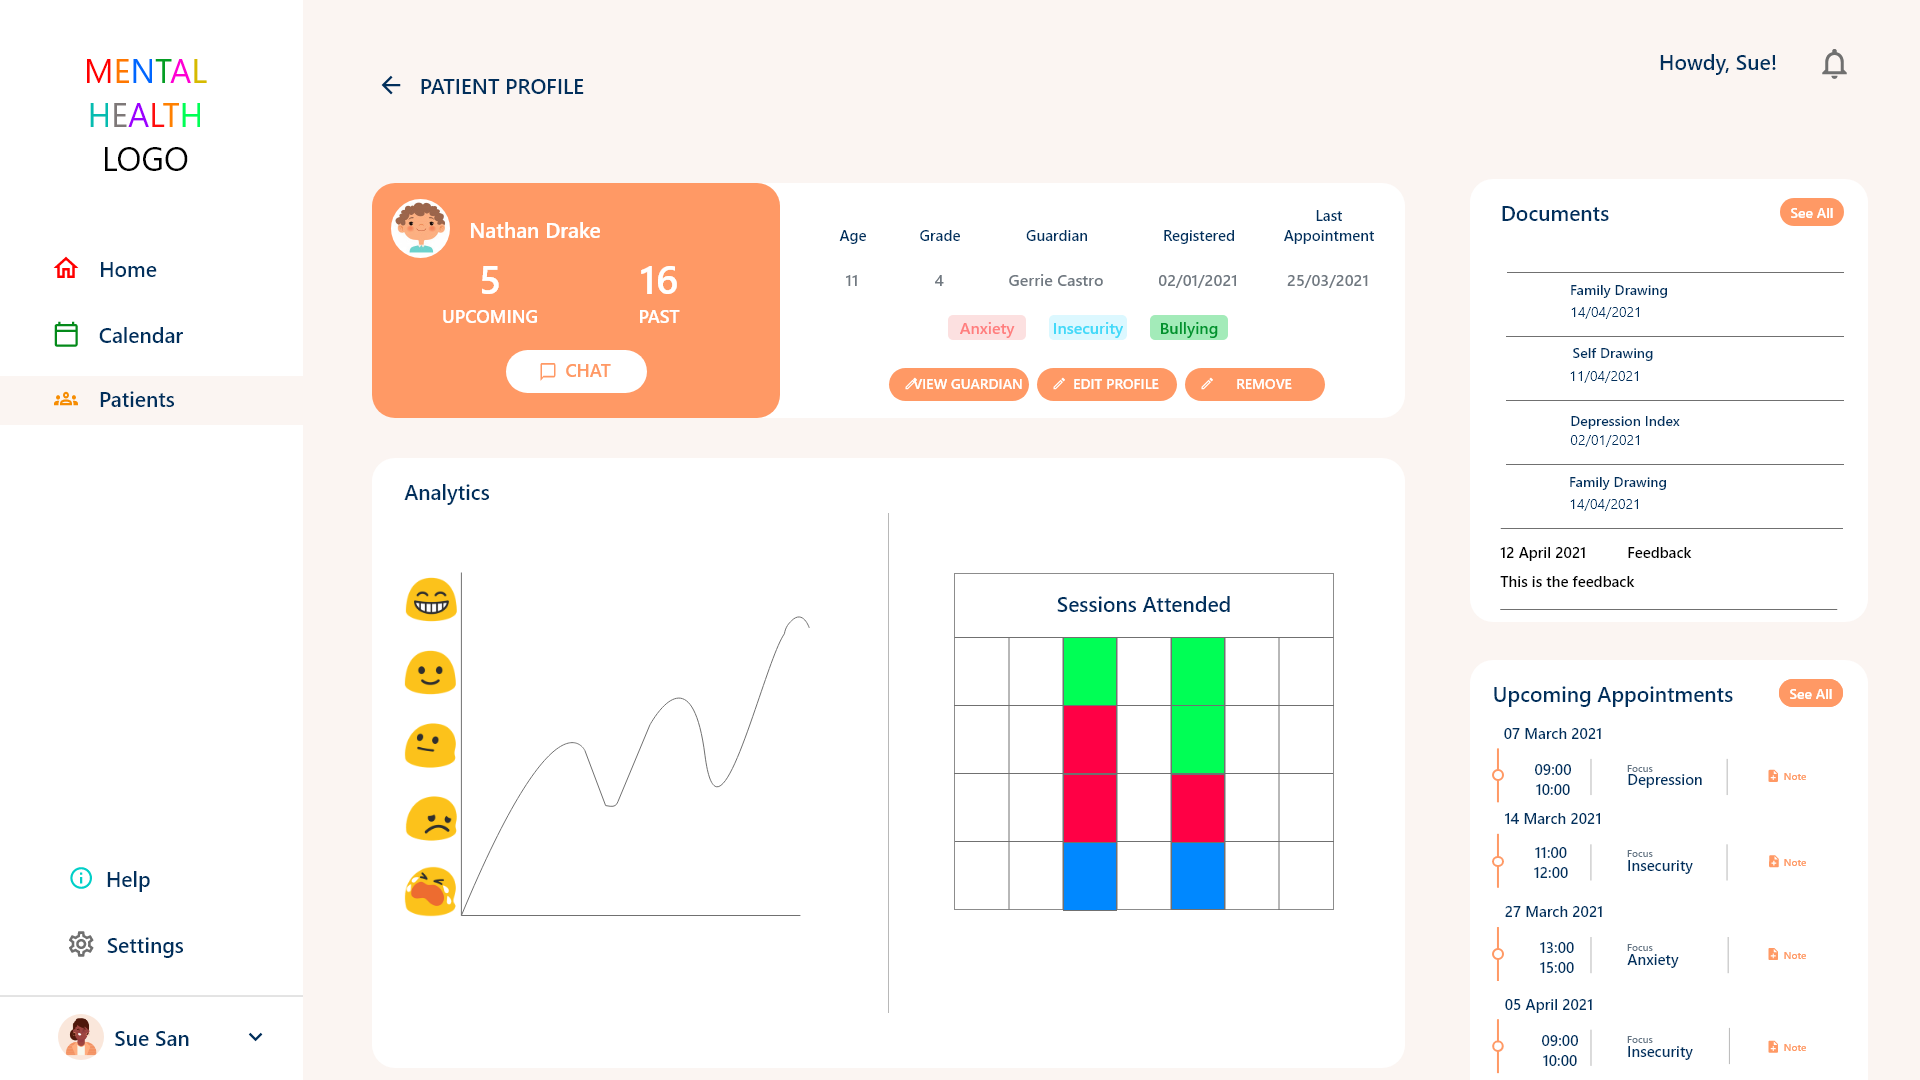 MENTAL
HEALTH
LOGO
Home
Calendar
Patients
Help
Settings
Sue San
PATIENT PROFILE
Howdy, Sue!
Nathan Drake
5
UPCOMING
16
PAST
CHAT
Age
Grade
Guardian
Registered
Last
Appointment
11
4
Gerrie Castro
02/01/2021
25/03/2021
Anxiety
Insecurity
Bullying
VIEW GUARDIAN
EDIT PROFILE
REMOVE
Analytics
Sessions Attended
Documents
See All
Family Drawing
14/04/2021
Self Drawing
11/04/2021
Depression Index
02/01/2021
Family Drawing
14/04/2021
12 April 2021 Feedback
This is the feedback
Upcoming Appointments
See All
07 March 2021
09:00
10:00
Focus
Depression
Note
14 March 2021
11:00
12:00
Focus
Insecurity
Note
27 March 2021
13:00
15:00
Focus
Anxiety
Note
05 April 2021
09:00
10:00
Focus
Insecurity
Note